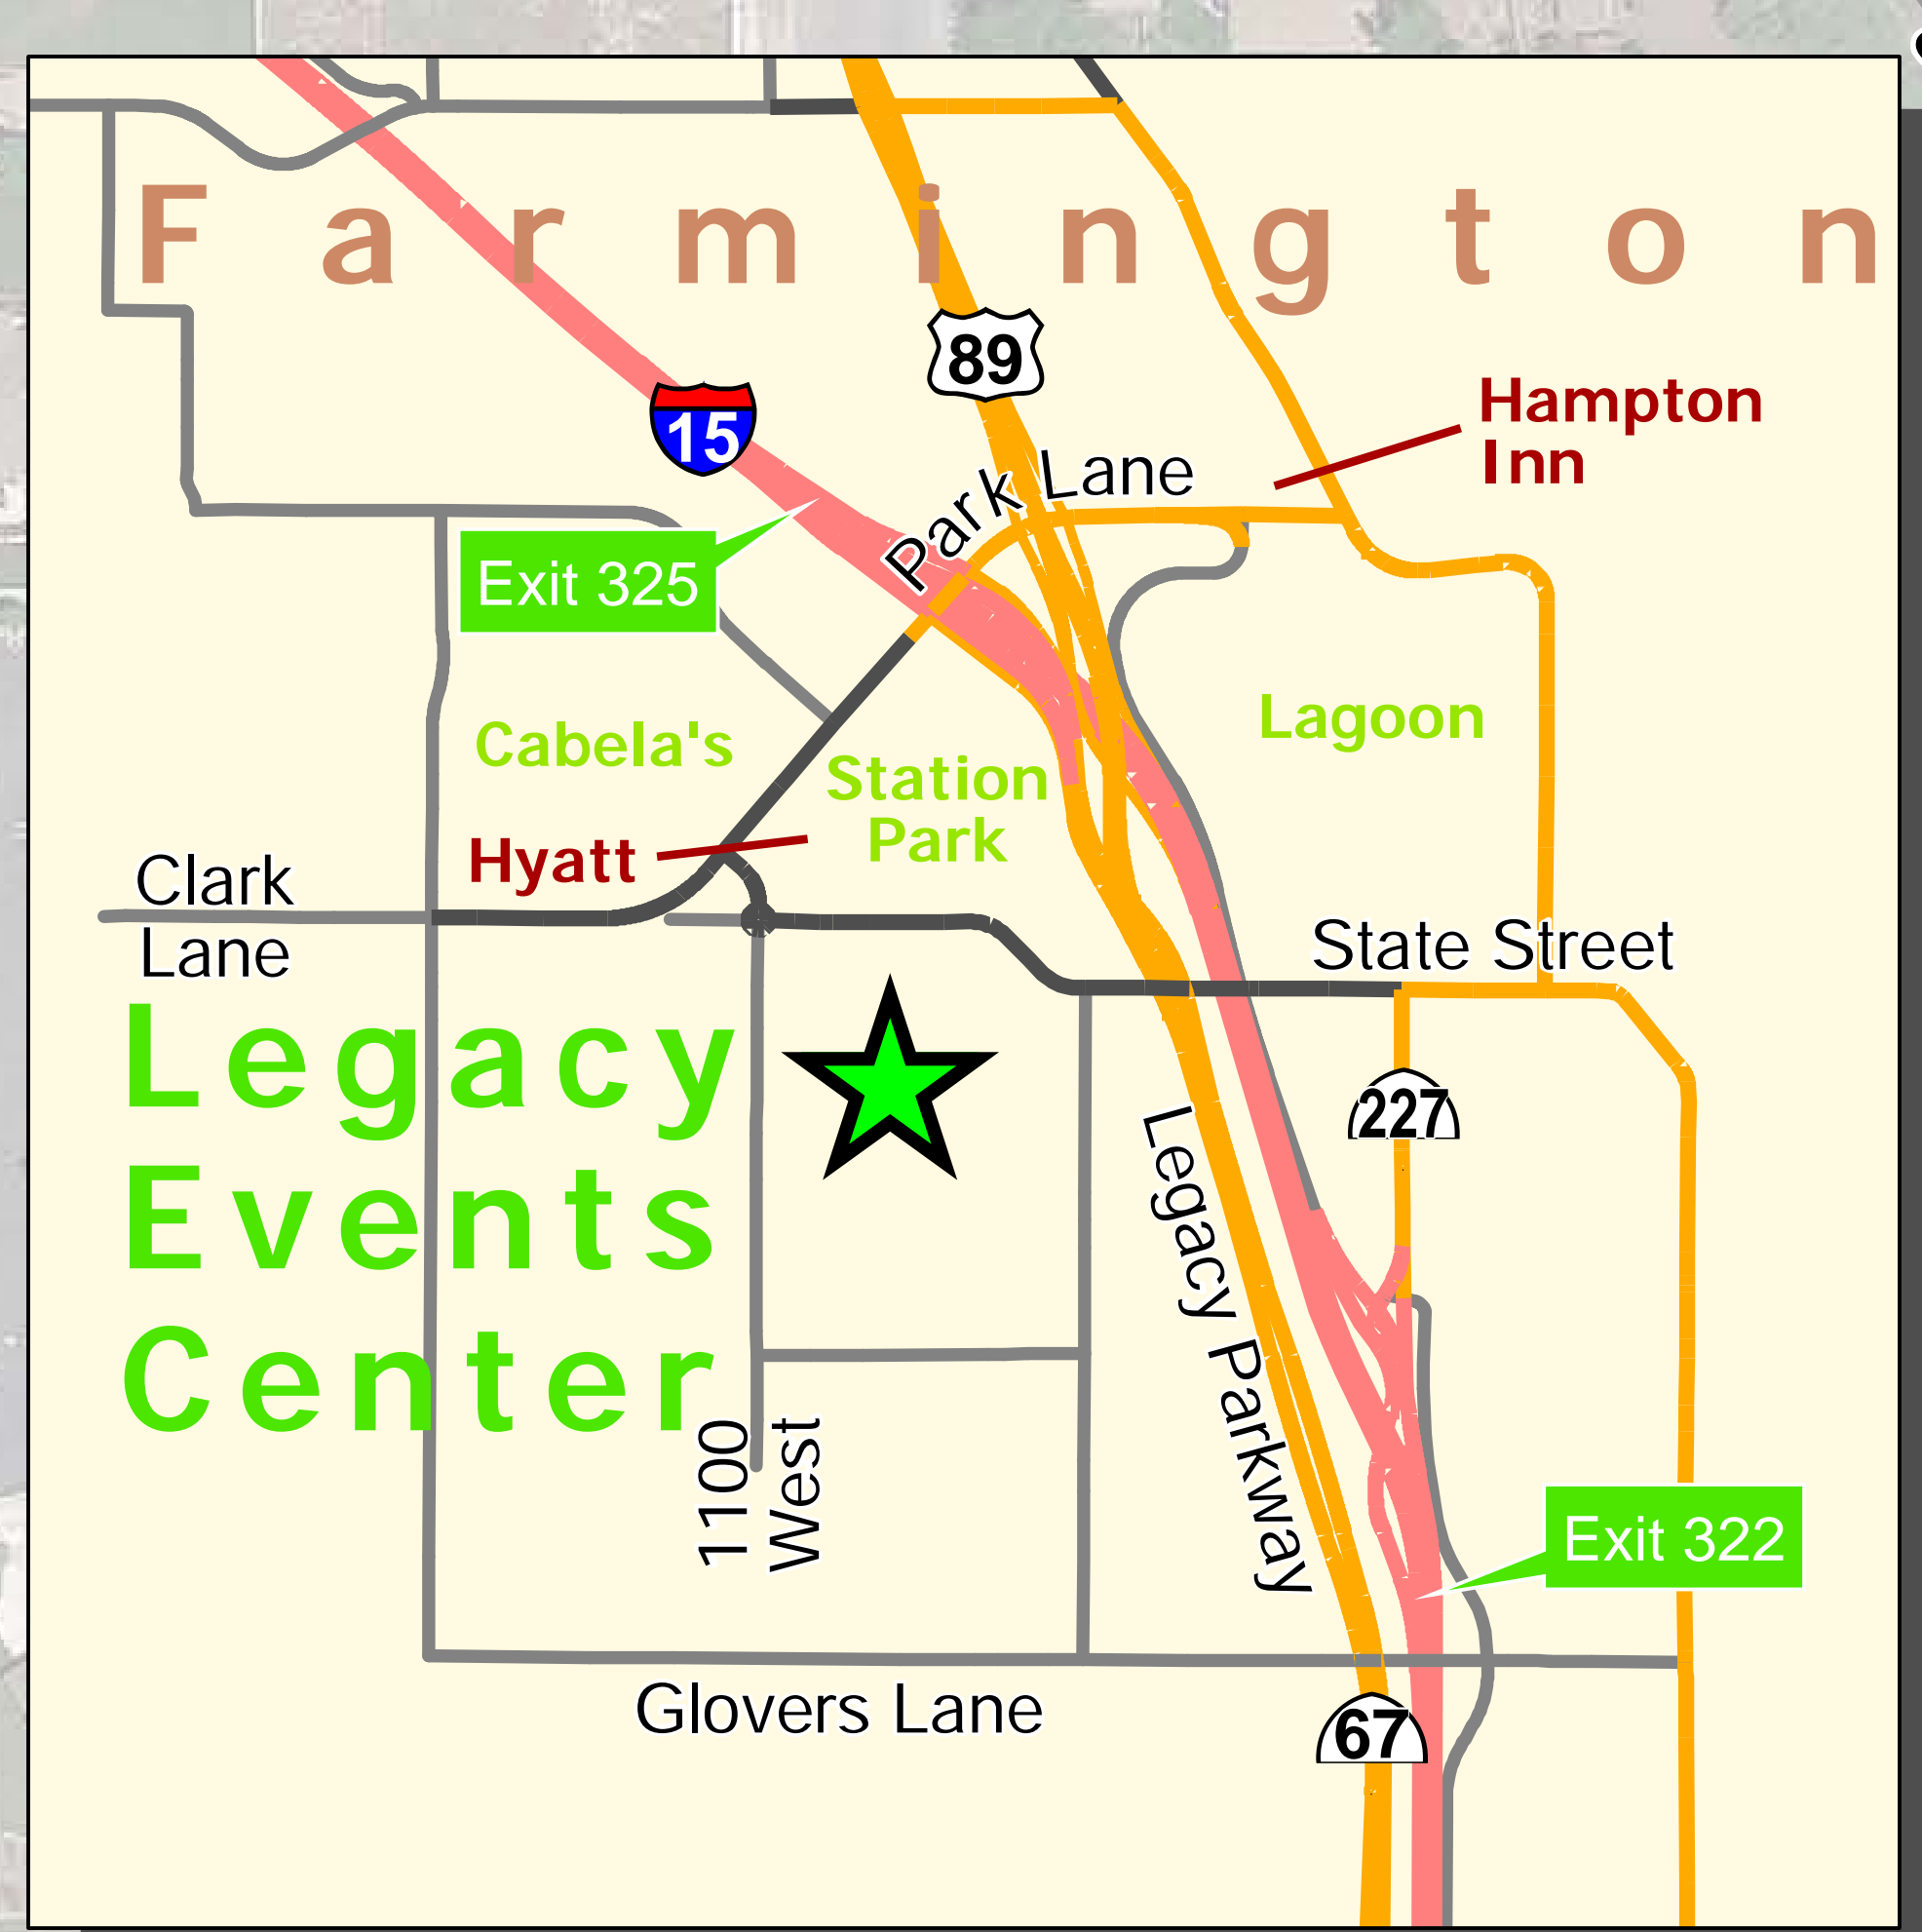 Farmington
89
Hampton
Inn
15
Park Lane
Exit 325
Lagoon
Cabela's
Station
Park
Hyatt
Clark
Lane
State Street
Legacy
Events
Center
227
Legacy Parkway
1100
West
Exit 322
Glovers Lane
67